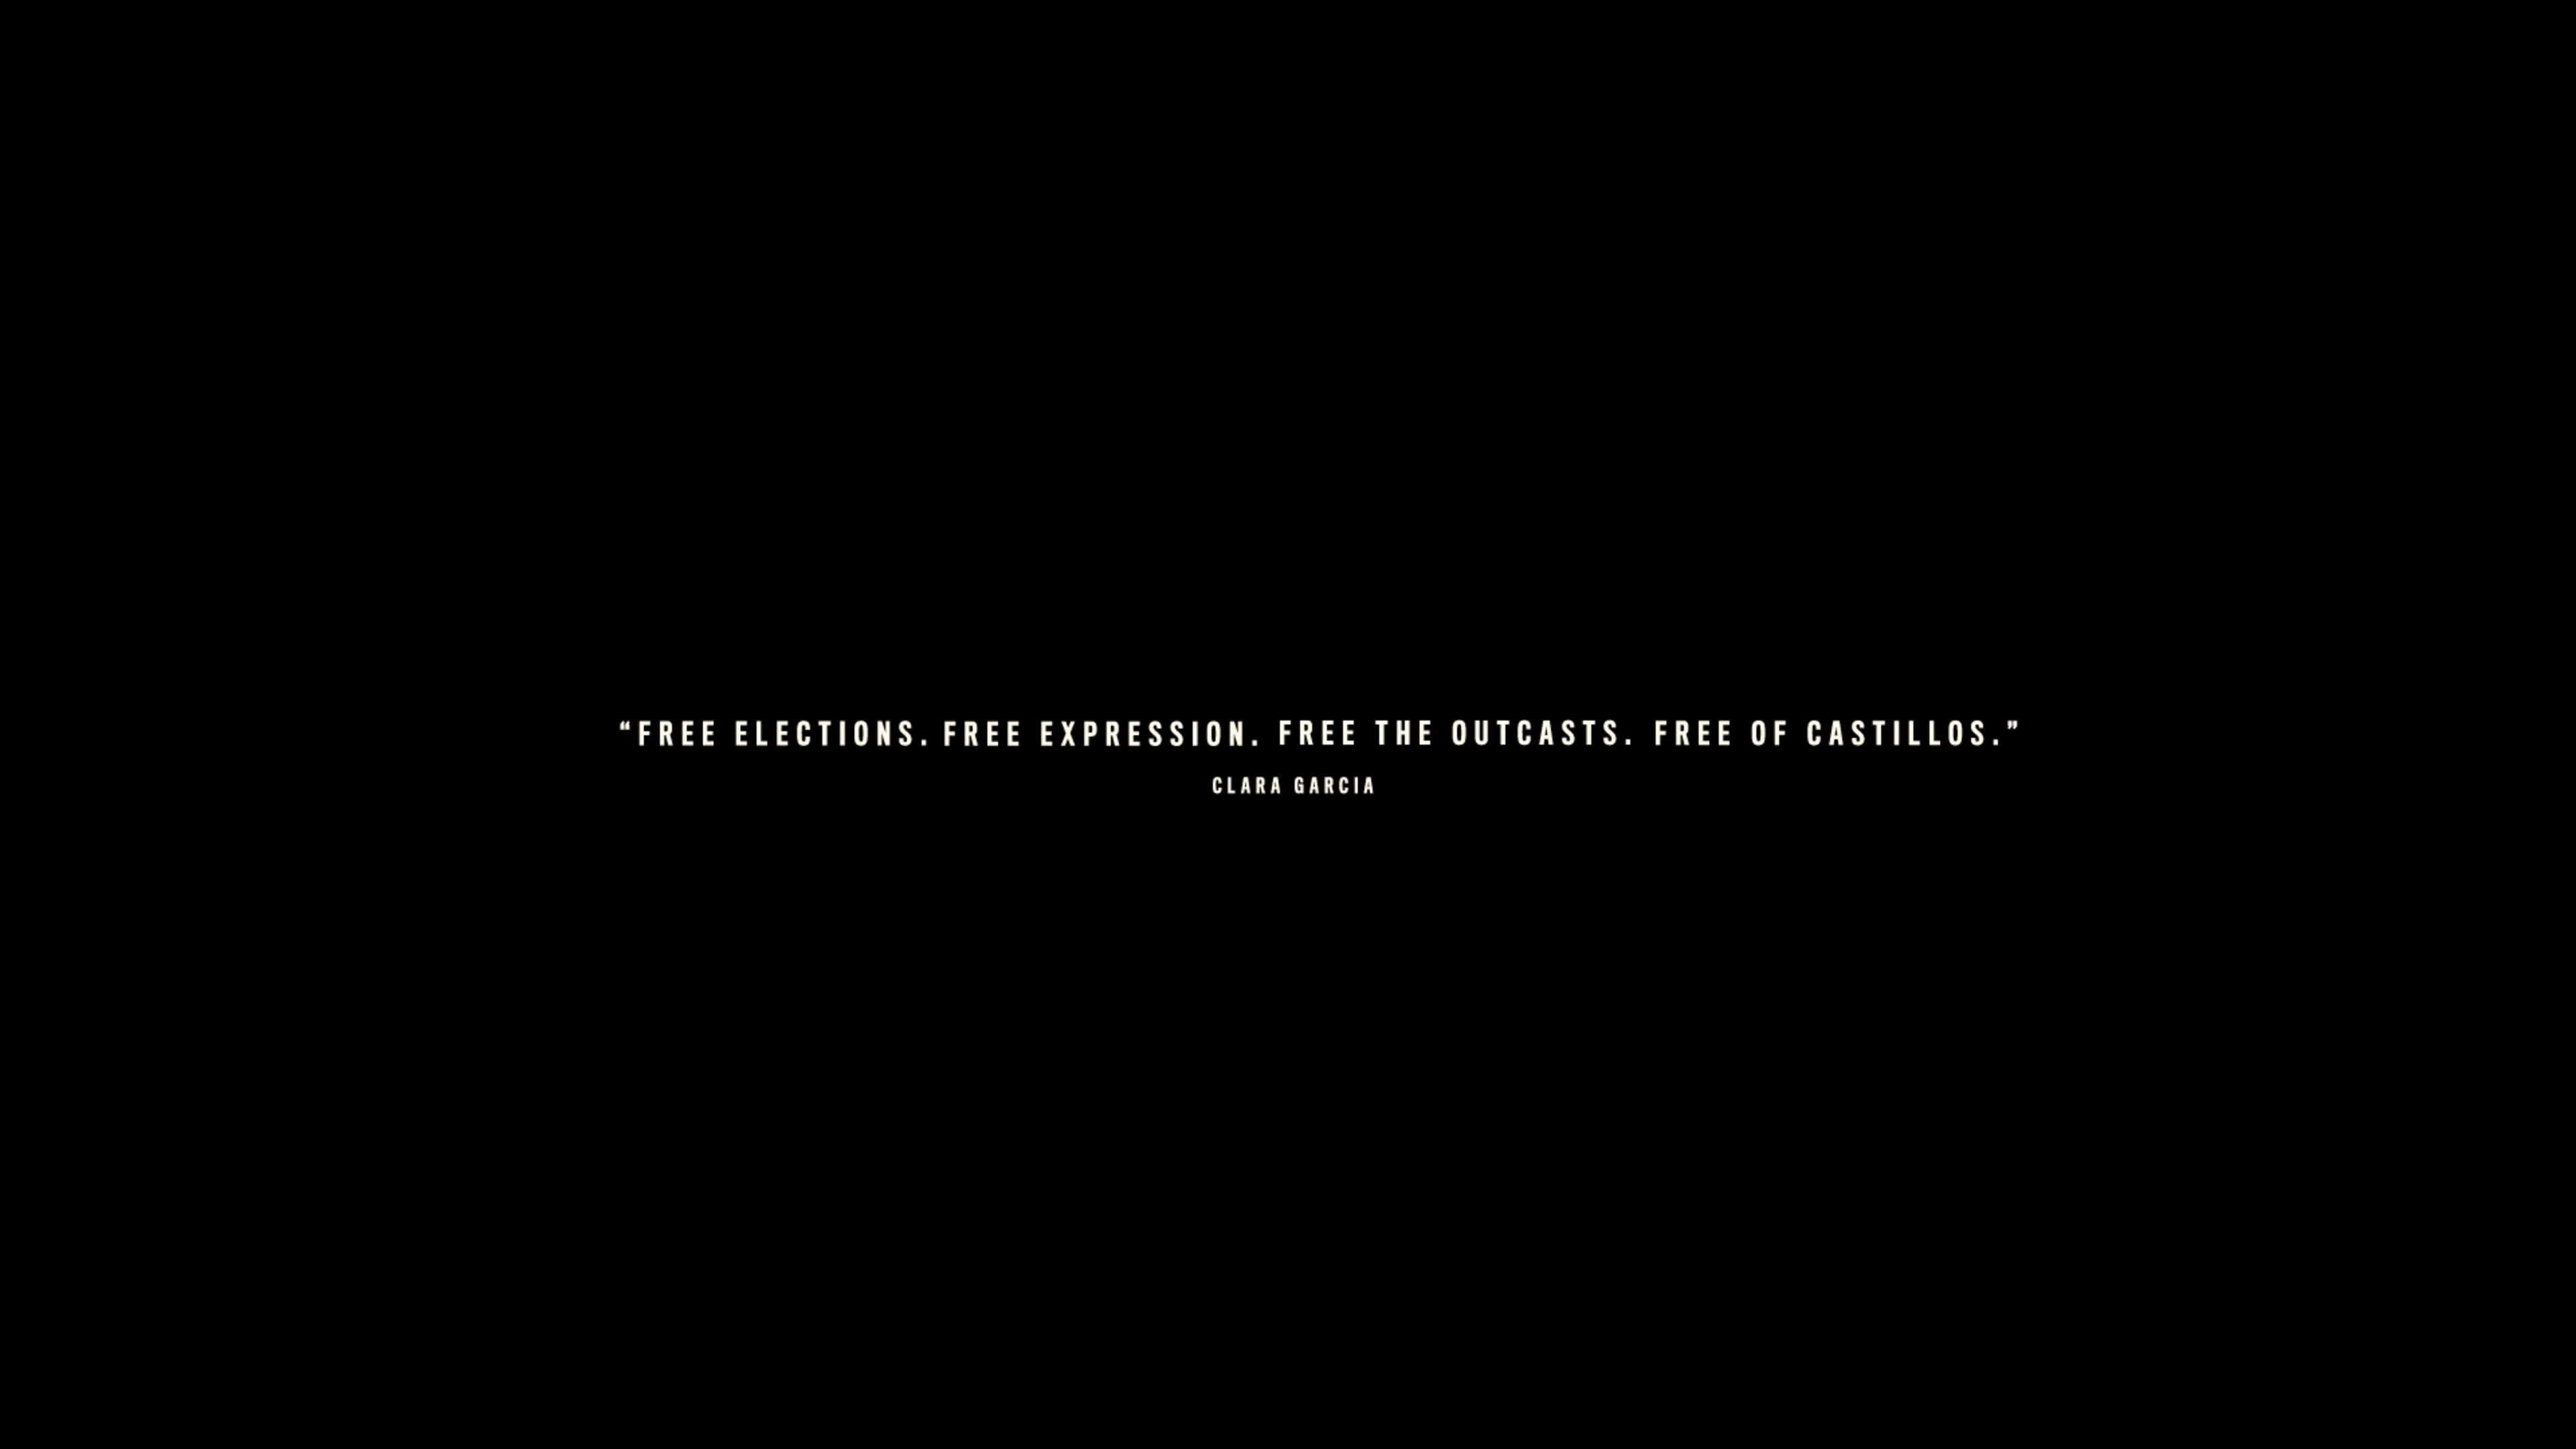 “FREE ELECTIONS. FREE EXPRESSION. FREE THE OUTCASTS. FREE OF CASTILLOS.”
CLARA GARCIA